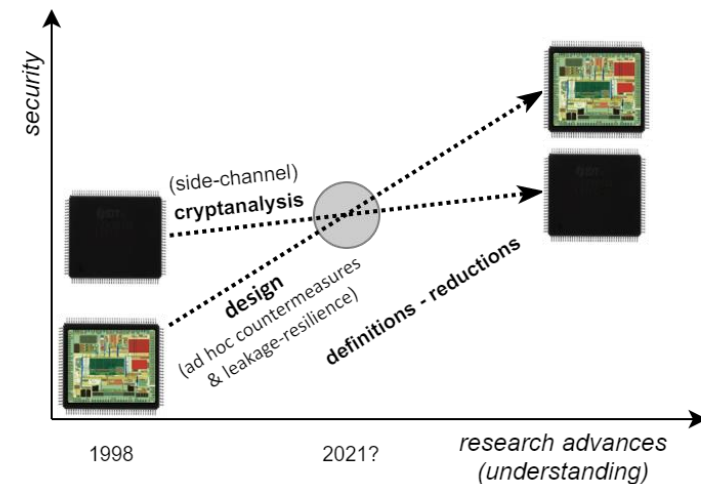 security
(side-channel)
cryptanalysis
design
(ad hoc countermeasures
& leakage-resilience)
definitions - reductions
1998
2021?
research advances
(understanding)